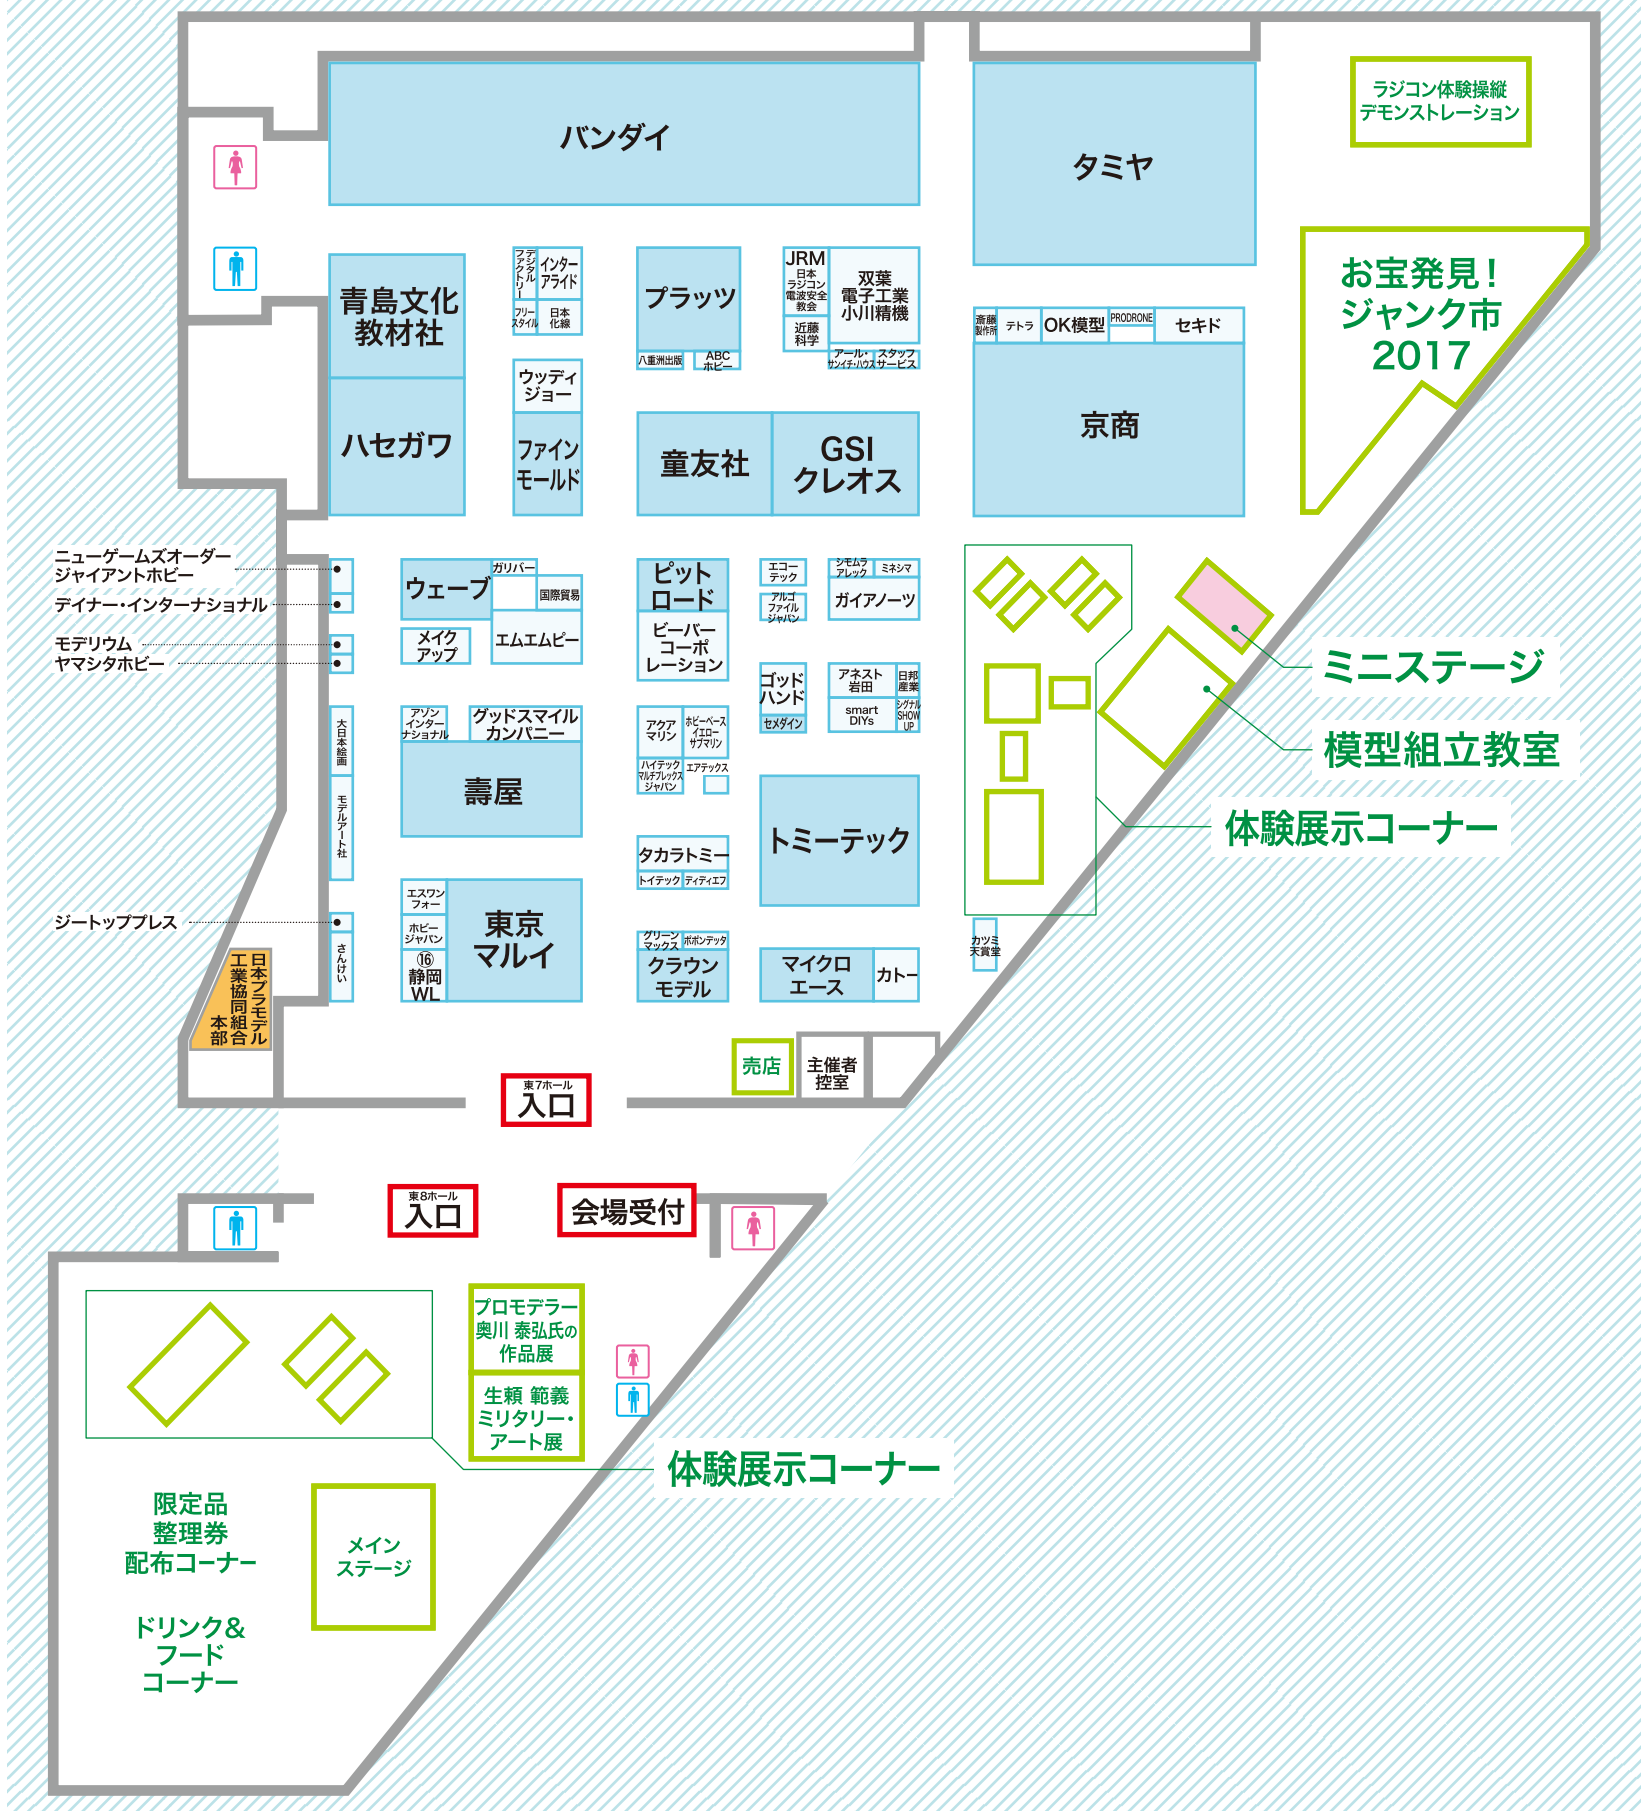 バンダイ
タミヤ
ラジコン体験操縦
デモンストレーション
お宝発見！
ジャンク市
2017
青島文化
教材社
デジタル
ファクトリー
インター
アライド
フリー
スタイル
日本
化線
プラッツ
八重洲出版
ABC
ホビー
JRM
日本
ラジコン
電波安全
教会
近藤
科学
双葉
電子工業
小川精機
アール・
サンイチ・ハウス
スタッフ
サービス
斎藤
製作所
テトラ
OK模型
PRODRONE
セキド
京商
ハセガワ
ウッディ
ジョー
ファイン
モールド
童友社
GSI
クレオス
ニューゲームズオーダー
ジャイアントホビー
デイナー・インターナショナル
モデリウム
ヤマシタホビー
ウェーブ
ガリバー
国際貿易
メイク
アップ
エムエムピー
ピット
ロード
ビーバー
コーポ
レーション
エコー
テック
アルゴ
ファイル
ジャパン
シモムラ
アレック
ミネシマ
ガイアノーツ
ゴッド
ハンド
セメダイン
アネスト
岩田
日邦
産業
smart
DIYs
シグナル
SHOW
UP
ミニステージ
模型組立教室
体験展示コーナー
大日本絵画
モデルアート社
アゾン
インター
ナショナル
グッドスマイル
カンパニー
壽屋
アクア
マリン
ホビーベース
イエロー
サブマリン
ハイテック
マルチプレックス
ジャパン
エアテックス
トミーテック
タカラトミー
トイテック
ディディエフ
ジートッププレス
さんけい
エスワン
フォー
ホビー
ジャパン
⑯
静岡
WL
東京
マルイ
グリーン
マックス
ポポンデッタ
クラウン
モデル
マイクロ
エース
カトー
カツミ
天賞堂
日本プラモデル
工業協同組合
本部
売店
主催者
控室
東7ホール
入口
東8ホール
入口
会場受付
プロモデラー
奥川 泰弘氏の
作品展
生頼 範義
ミリタリー・
アート展
体験展示コーナー
限定品
整理券
配布コーナー
メイン
ステージ
ドリンク&
フード
コーナー